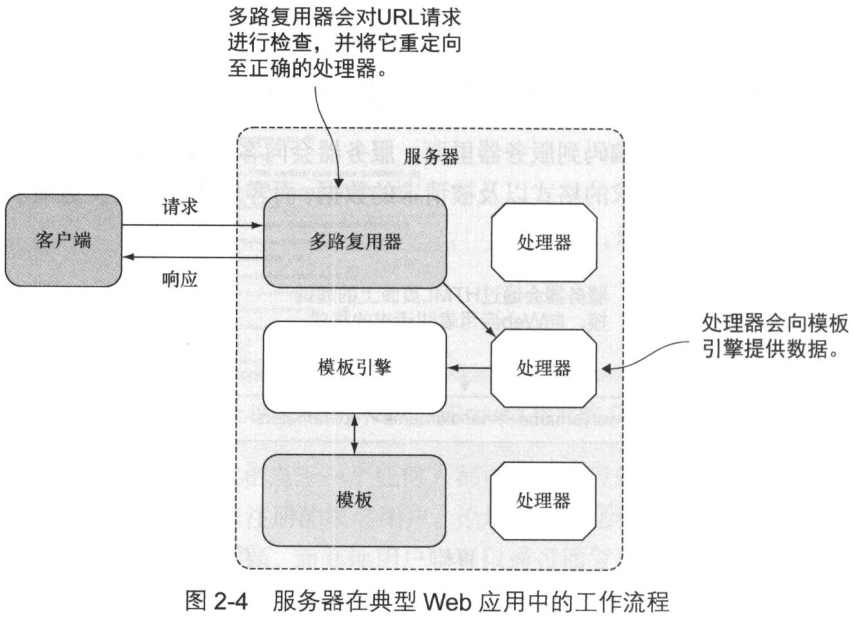 多路复用器会对URL请求
进行检查，并将它重定向
至正确的处理器。
服务器
请求
客户端
多路复用器
处理器
响应
模板引擎
处理器
处理器会向模板
引擎提供数据。
模板
处理器
图 2-4 服务器在典型 Web 应用中的工作流程